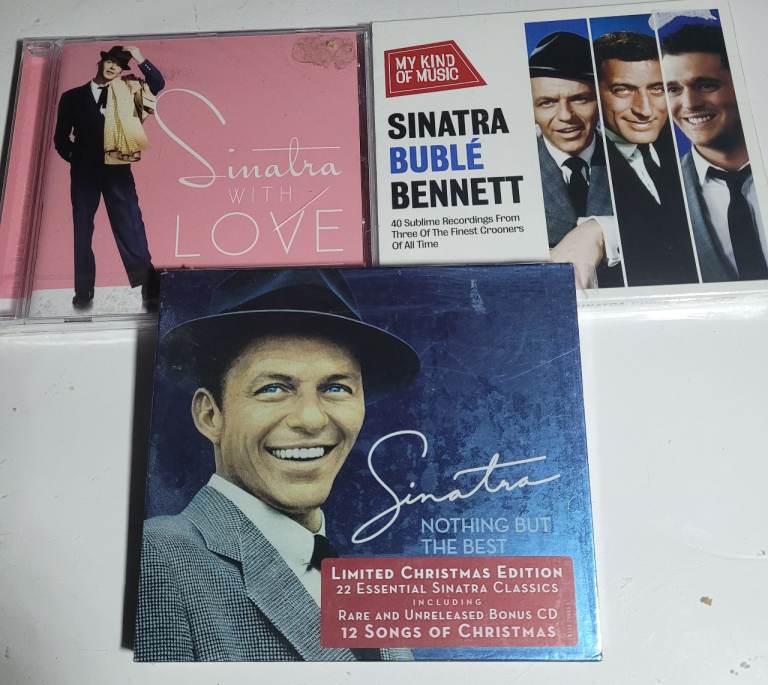 Sinatra
WITH
LOVE
MY KIND
OF MUSIC
SINATRA
BUBLÉ
BENNETT
40 Sublime Recordings From
Three Of The Finest Crooners
Of All Time
Sinatra
NOTHING BUT
THE BEST
LIMITED CHRISTMAS EDITION
22 ESSENTIAL SINATRA CLASSICS
INCLUDING
RARE AND UNRELEASED BONUS CD
12 SONGS OF CHRISTMAS